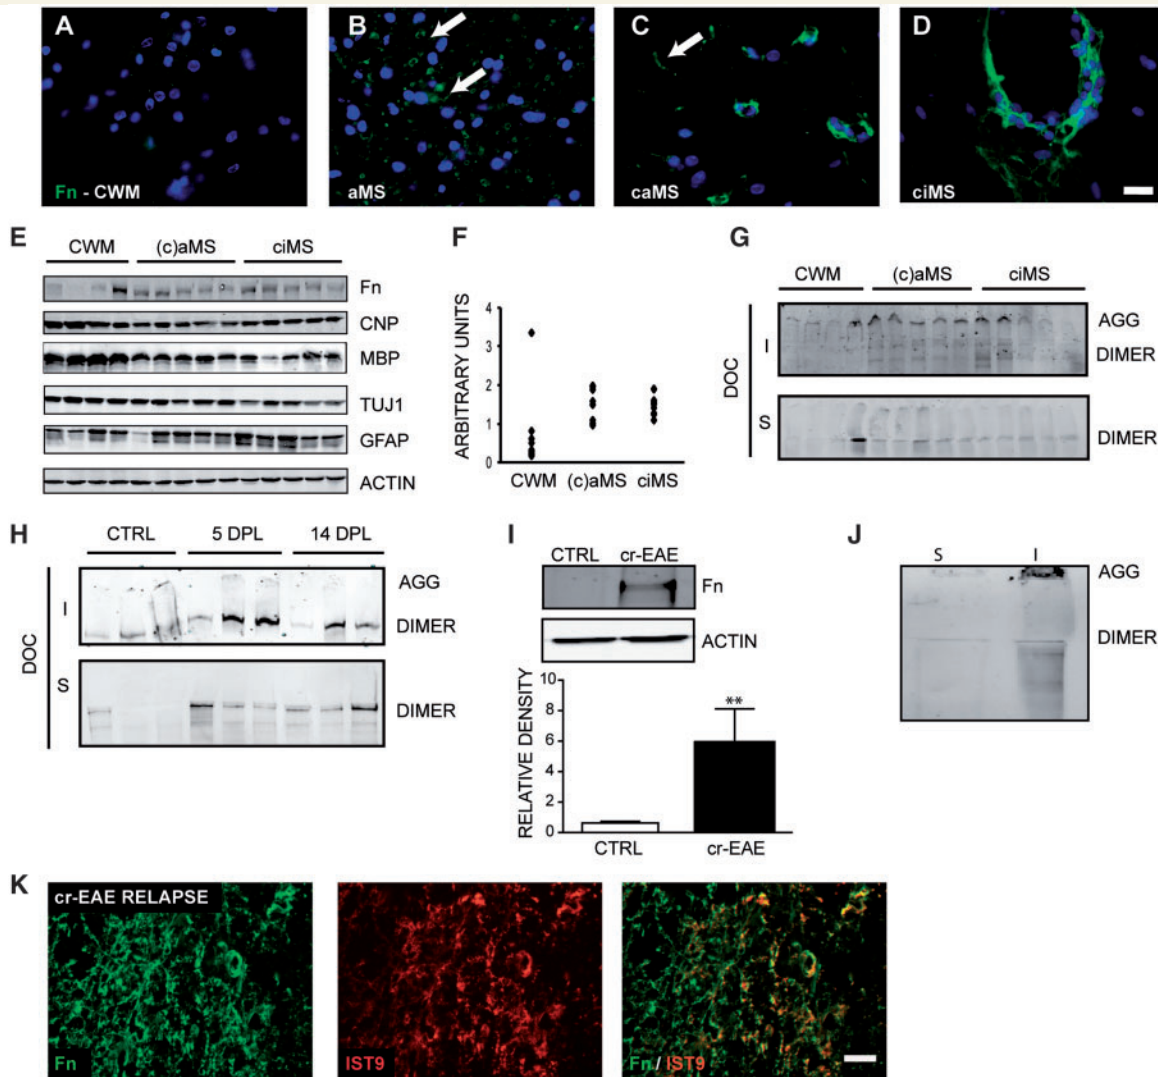 A
B
C
D
Fn - CWM
aMS
caMS
ciMS
E
CWM (c)aMS ciMS
Fn
CNP
MBP
TUJ1
GFAP
ACTIN
F
ARBITRARY UNITS
4
3
2
1
0
CWM (c)aMS ciMS
G
CWM (c)aMS ciMS
DOC
I
S
AGG
DIMER
DIMER
H
CTRL 5 DPL 14 DPL
DOC
I
S
AGG
DIMER
DIMER
I
CTRL cr-EAE
Fn
ACTIN
RELATIVE DENSITY
10
8
6
4
2
0
**
CTRL cr-EAE
J
S I
AGG
DIMER
K
cr-EAE RELAPSE
Fn
IST9
Fn / IST9